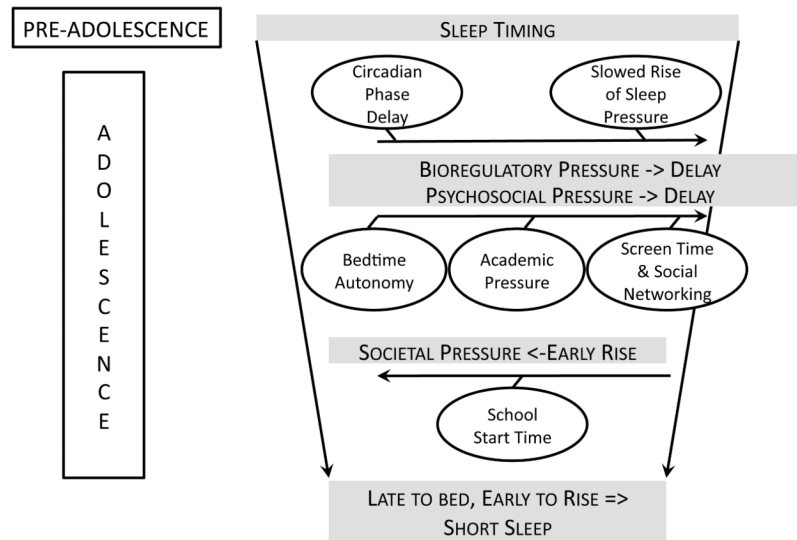 PRE-ADOLESCENCE
SLEEP TIMING
Circadian
Phase
Delay
Slowed Rise
of Sleep
Pressure
A
D
O
L
E
S
C
E
N
C
E
BIOREGULATORY PRESSURE -> DELAY
PSYCHOSOCIAL PRESSURE -> DELAY
Bedtime
Autonomy
Academic
Pressure
Screen Time
& Social
Networking
SOCIETAL PRESSURE <-EARLY RISE
School
Start Time
LATE TO BED, EARLY TO RISE =>
SHORT SLEEP